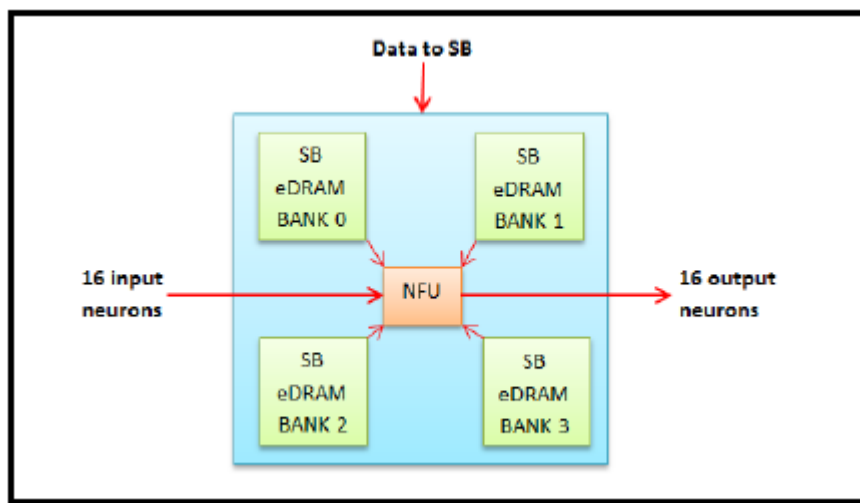 Data to SB
SB
eDRAM
BANK 0
SB
eDRAM
BANK 1
16 input
neurons
NFU
16 output
neurons
SB
eDRAM
BANK 2
SB
eDRAM
BANK 3